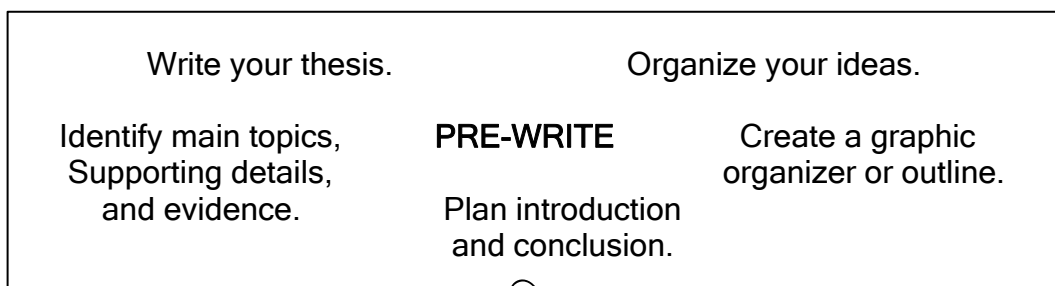 Write your thesis.
Organize your ideas.
Identify main topics,
Supporting details,
and evidence.
PRE-WRITE
Plan introduction
and conclusion.
Create a graphic
organizer or outline.